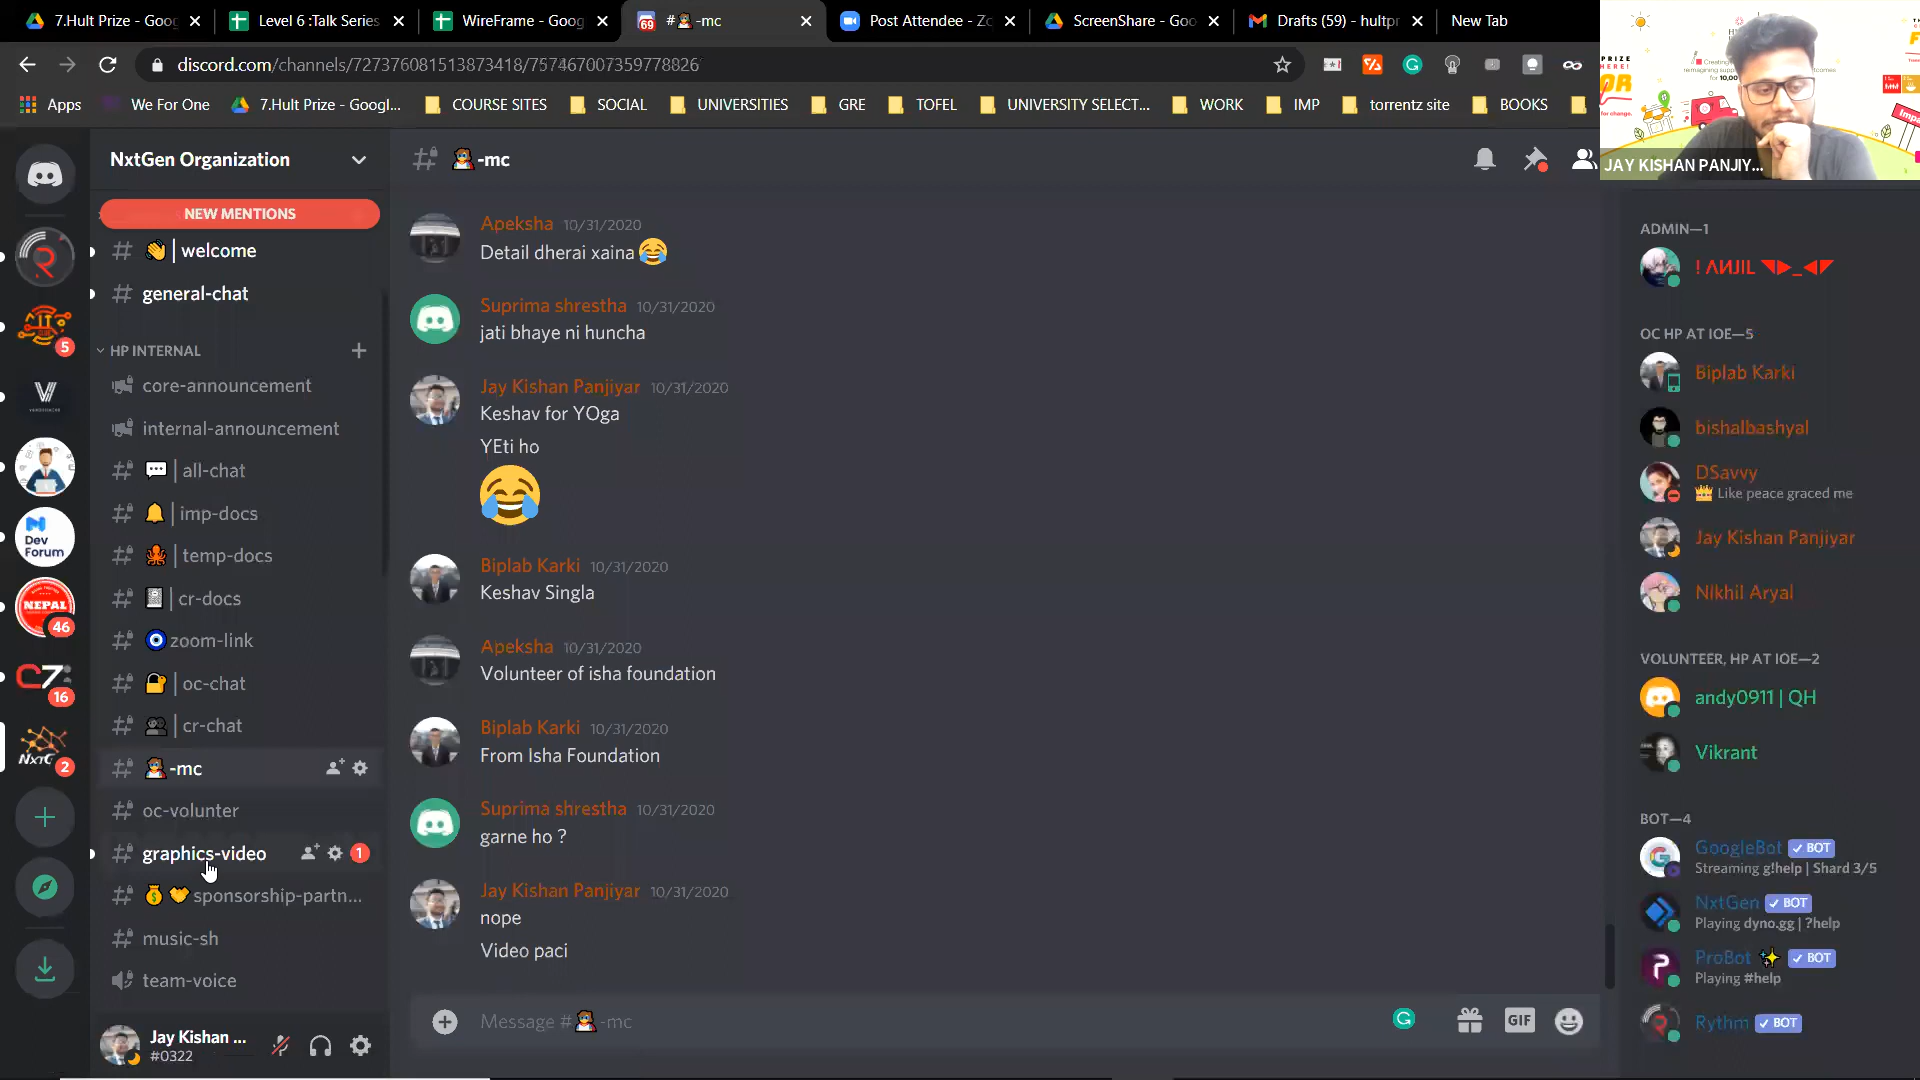 7.Hult Prize - Goog
Level 6 :Talk Series
WireFrame - Goog
# -mc
Post Attendee - Zo
ScreenShare - Goo
Drafts (59) - hultpr
New Tab
discord.com/channels/727376081513873418/757467007359778826
Apps
We For One
7.Hult Prize - Googl...
COURSE SITES
SOCIAL
UNIVERSITIES
GRE
TOFEL
UNIVERSITY SELECT...
WORK
IMP
torrentz site
BOOKS
JAY KISHAN PANJIY...
NxtGen Organization
NEW MENTIONS
welcome
general-chat
HP INTERNAL
core-announcement
internal-announcement
all-chat
imp-docs
temp-docs
cr-docs
zoom-link
oc-chat
cr-chat
-mc
oc-volunter
graphics-video 1
sponsorship-partn...
music-sh
team-voice
Jay Kishan ...
#0322
5
Dev
Forum
NEPAL
46
16
2
-mc
Apeksha 10/31/2020
Detail dherai xaina 😂
Suprima shrestha 10/31/2020
jati bhaye ni huncha
Jay Kishan Panjiyar 10/31/2020
Keshav for YOga
YEti ho
😂
Biplab Karki 10/31/2020
Keshav Singla
Apeksha 10/31/2020
Volunteer of isha foundation
Biplab Karki 10/31/2020
From Isha Foundation
Suprima shrestha 10/31/2020
garne ho ?
Jay Kishan Panjiyar 10/31/2020
nope
Video paci
Message # -mc
GIF
ADMIN—1
! ΛИJIL ◥▶_◀◤
OC HP AT IOE—5
Biplab Karki
bishalbashyal
DSavvy
Like peace graced me
Jay Kishan Panjiyar
Nikhil Aryal
VOLUNTEER, HP AT IOE—2
andy0911 | QH
Vikrant
BOT—4
GoogleBot ✓ BOT
Streaming g!help | Shard 3/5
NxtGen ✓ BOT
Playing dyno.gg | ?help
ProBot ✨ ✓ BOT
Playing #help
Rythm ✓ BOT